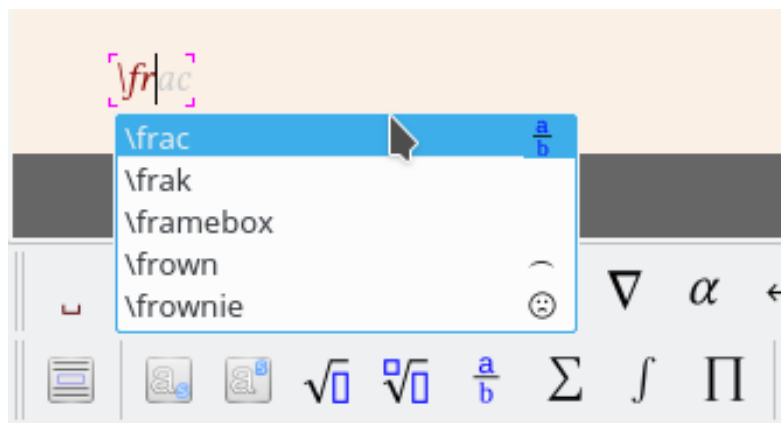 \frac
\frac a/b
\frak
\framebox
\frown ⌢
\frownie ☹
␣ ∇ α ←
a s a s √ √ a/b ∑ ∫ ∏